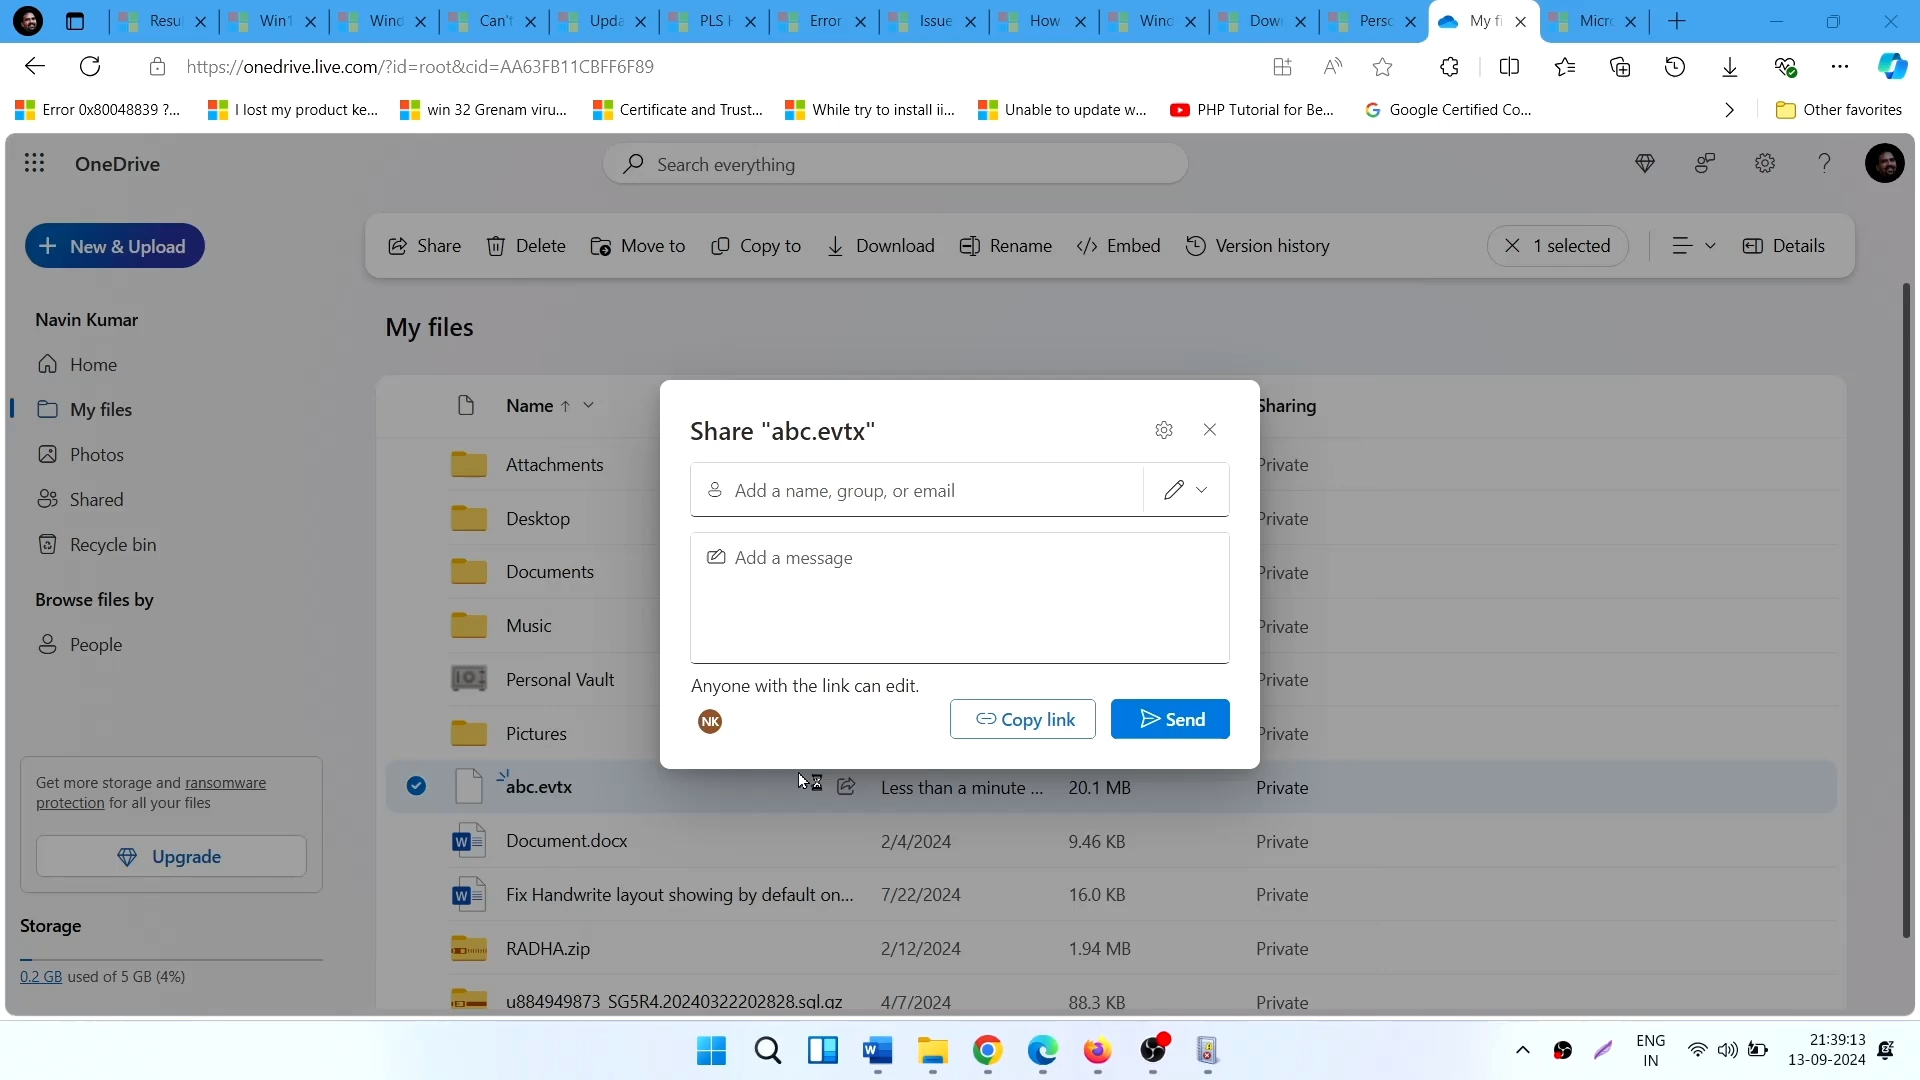 Resu
Win1
Wind
Can't
Upda
PLS H
Error
Issue
How
Wind
Dow
Perso
My fi
Micro
https://onedrive.live.com/?id=root&cid=AA63FB11CBFF6F89
Error 0x80048839 ?...
I lost my product ke...
win 32 Grenam viru...
Certificate and Trust...
While try to install ii...
Unable to update w...
PHP Tutorial for Be...
Google Certified Co...
Other favorites
OneDrive
Search everything
New & Upload
Share
Delete
Move to
Copy to
Download
Rename
Embed
Version history
1 selected
Details
Navin Kumar
Home
My files
Photos
Shared
Recycle bin
Browse files by
People
Get more storage and ransomware
protection for all your files
Upgrade
Storage
0.2 GB used of 5 GB (4%)
My files
Name
Sharing
Attachments
Private
Desktop
Private
Documents
Private
Music
Private
Personal Vault
Private
Pictures
Private
abc.evtx
Less than a minute ...
20.1 MB
Private
Document.docx
2/4/2024
9.46 KB
Private
Fix Handwrite layout showing by default on...
7/22/2024
16.0 KB
Private
RADHA.zip
2/12/2024
1.94 MB
Private
u884949873_SG5R4.20240322202828.sql.gz
4/7/2024
88.3 KB
Private
Share "abc.evtx"
Add a name, group, or email
Add a message
Anyone with the link can edit.
NK
Copy link
Send
ENG
IN
21:39:13
13-09-2024